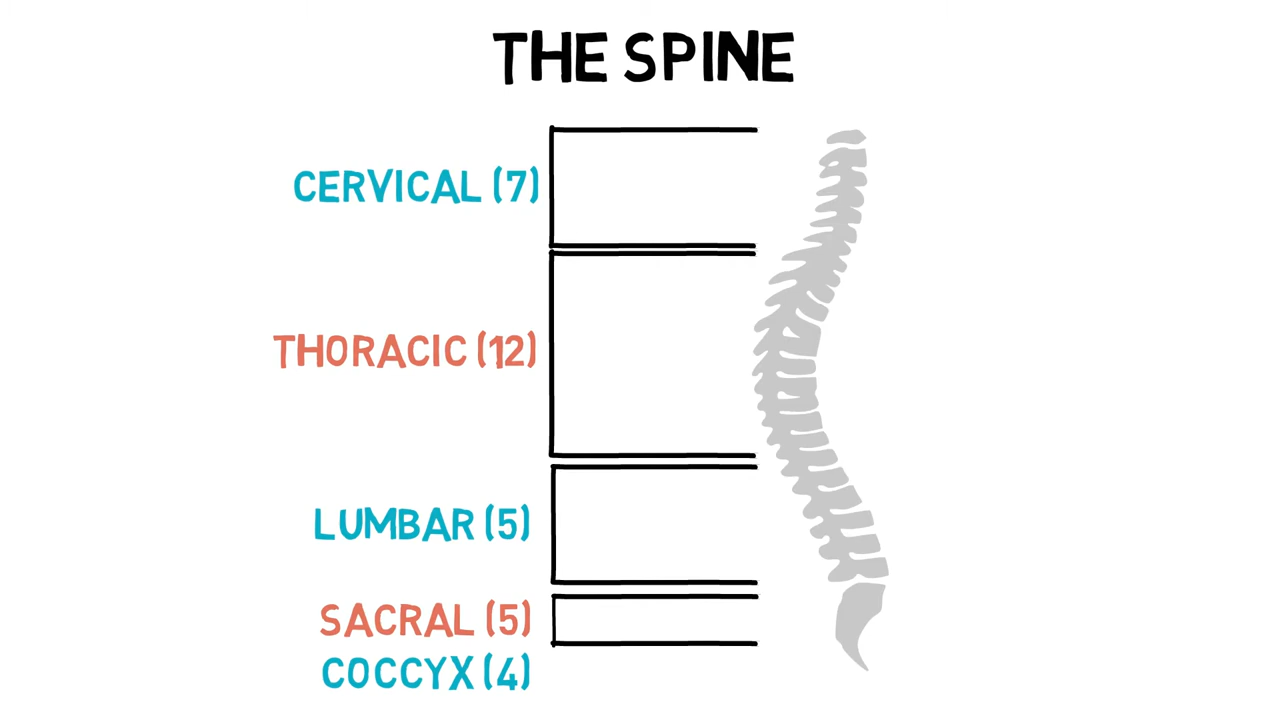 THE SPINE
CERVICAL (7)
THORACIC (12)
LUMBAR (5)
SACRAL (5)
COCCYX (4)